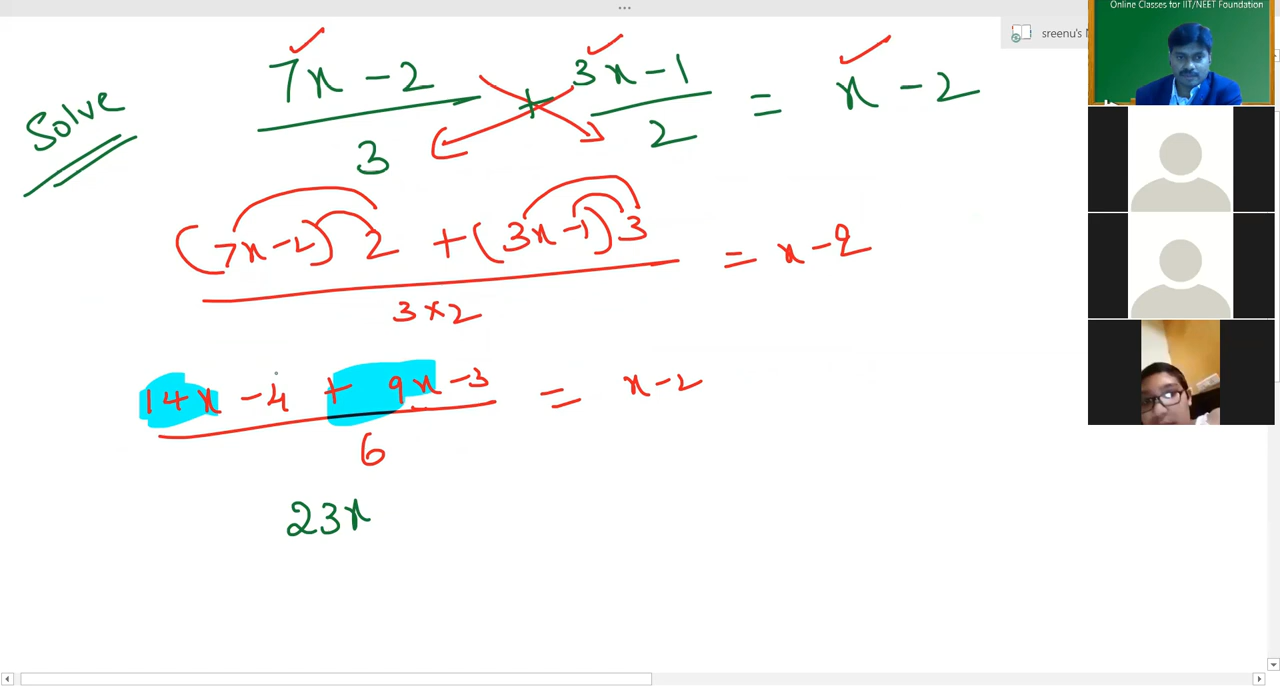 Online Classes for IIT/NEET Foundation
sreenu's
Solve
(7x - 2)/3 + (3x - 1)/2 = x - 2
((7x - 2) 2 + (3x - 1) 3)/(3 × 2) = x - 2
(14x - 4 + 9x - 3)/6 = x - 2
23x